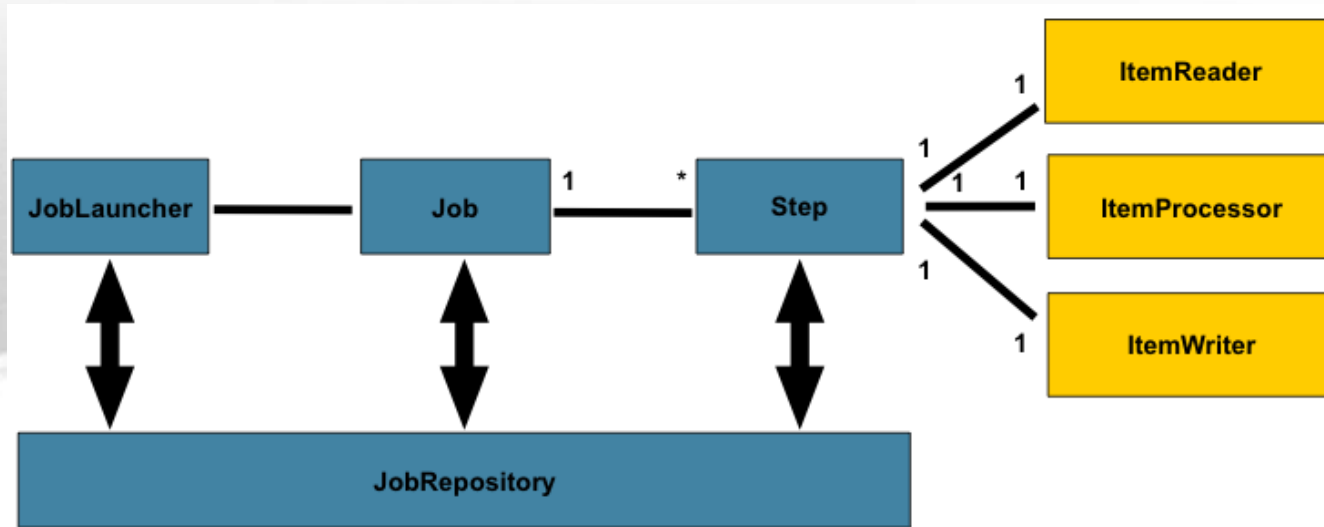 ItemReader
1
JobLauncher
Job
1
*
Step
1
1
1
ItemProcessor
1
1
ItemWriter
JobRepository